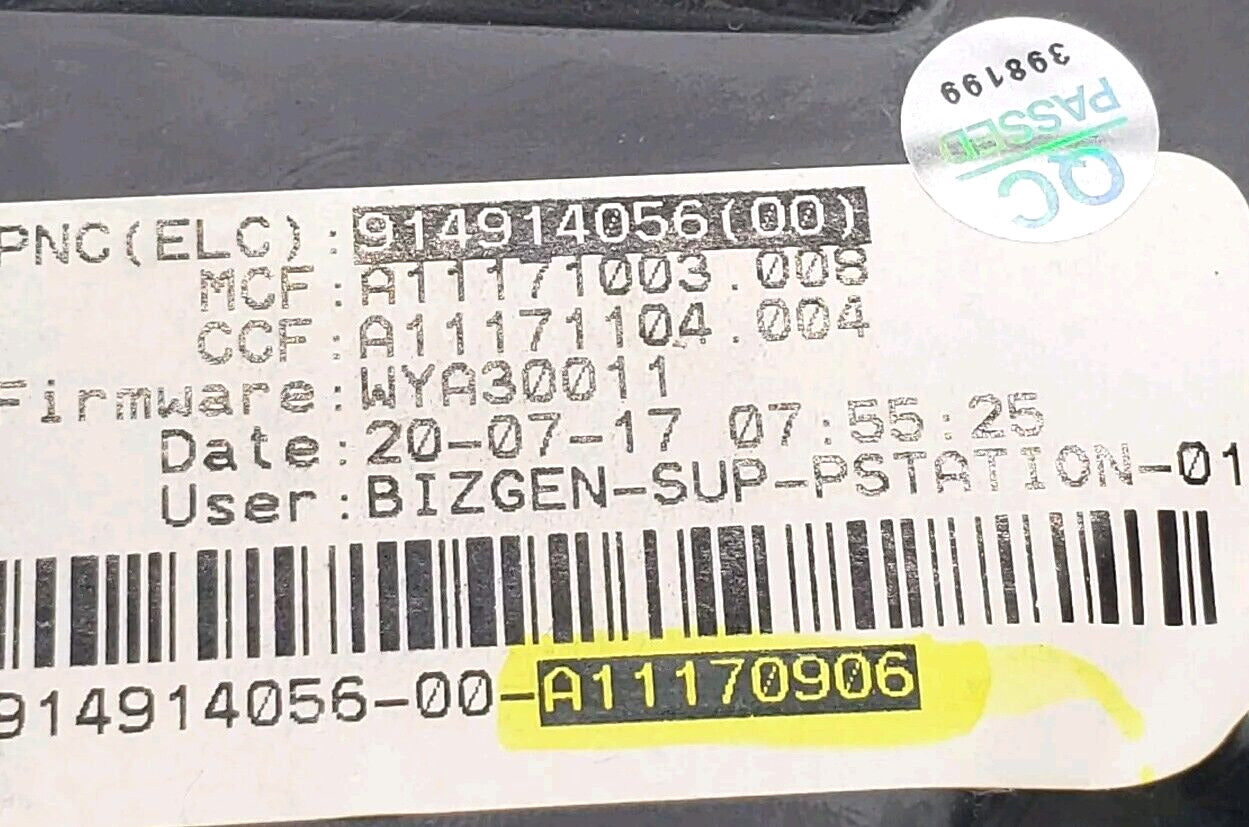 398199
QC
PASSED
PNC(ELC):914914056(00)
MCF:A11171003.008
CCF:A11171104.004
Firmware:WYA30011
Date:20-07-17 07:55:25
User:BIZGEN-SUP-PSTATION-01
914914056-00-A11170906